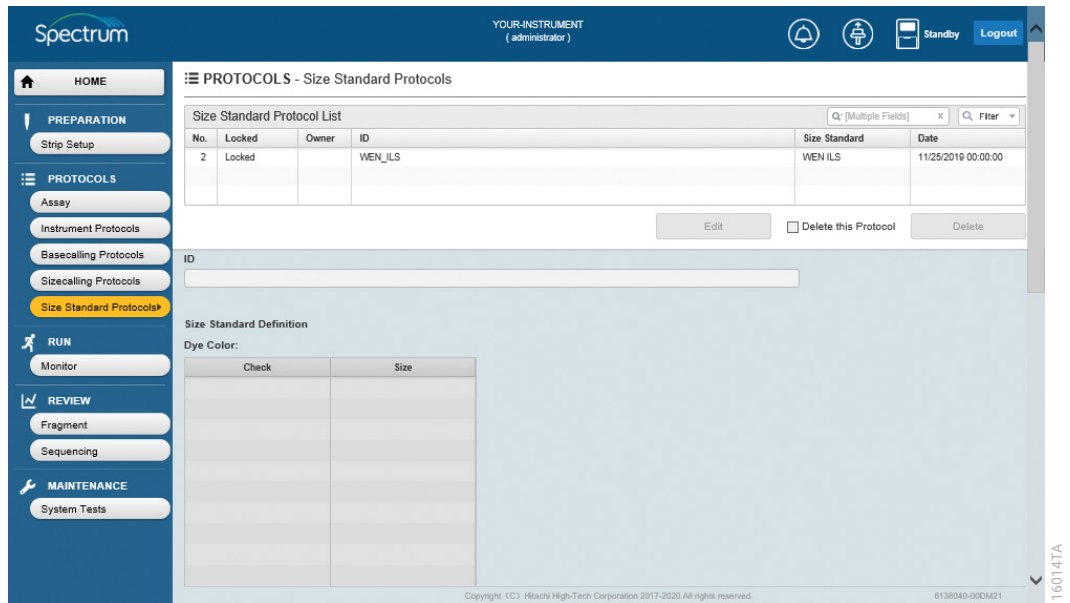 Spectrum
YOUR-INSTRUMENT
( administrator )
Standby
Logout
HOME
PREPARATION
Strip Setup
PROTOCOLS
Assay
Instrument Protocols
Basecalling Protocols
Sizecalling Protocols
Size Standard Protocols
RUN
Monitor
REVIEW
Fragment
Sequencing
MAINTENANCE
System Tests
PROTOCOLS - Size Standard Protocols
Size Standard Protocol List
[Multiple Fields] x Filter
No. Locked Owner ID Size Standard Date
2 Locked WEN_ILS WEN ILS 11/25/2019 00:00:00
Edit Delete this Protocol Delete
ID
Size Standard Definition
Dye Color:
Check Size
Copyright (C) Hitachi High-Tech Corporation 2017-2020.All rights reserved. 6138040-00DM21
16014TA